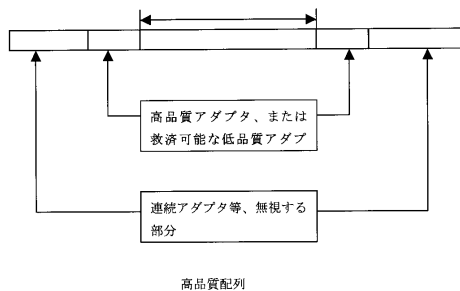 高品質アダプタ、または
救済可能な低品質アダプ
連続アダプタ等、無視する
部分
高品質配列